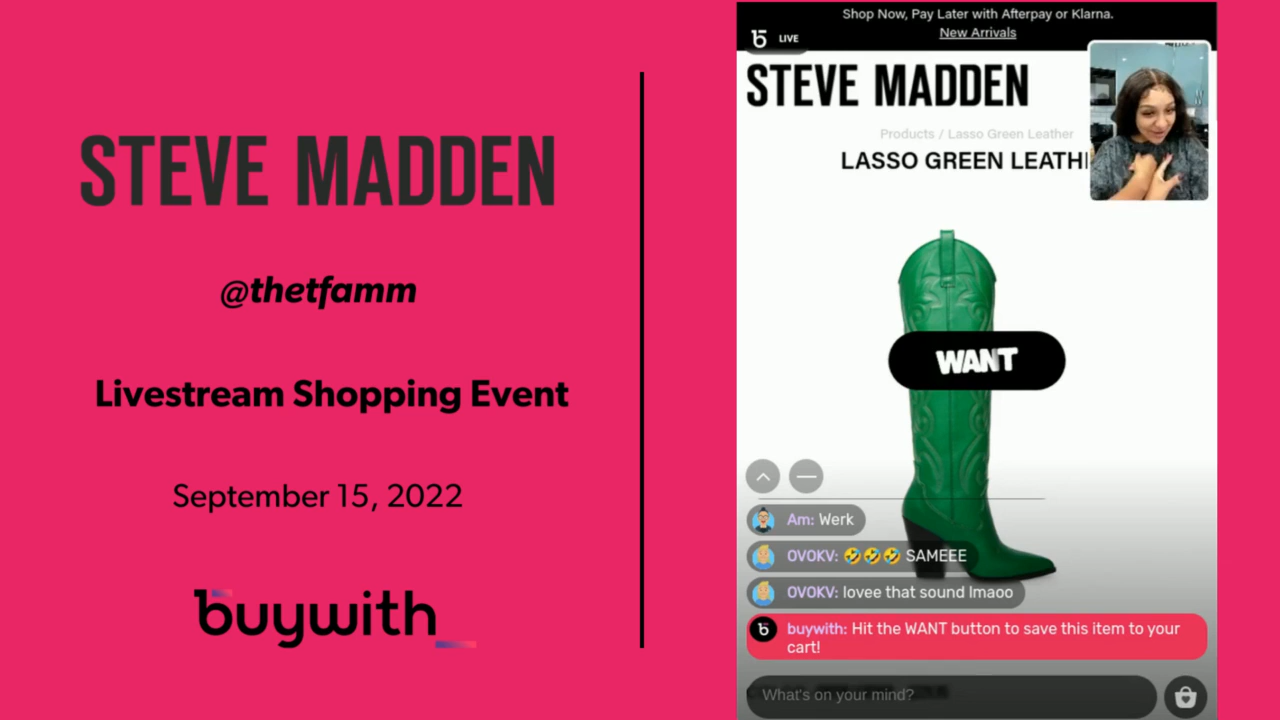 STEVE MADDEN
@thetfamm
Livestream Shopping Event
September 15, 2022
buywith
Shop Now, Pay Later with Afterpay or Klarna.
New Arrivals
LIVE
STEVE MADDEN
Products / Lasso Green Leather
LASSO GREEN LEATH
WANT
Am: Werk
OVOKV: 🤣🤣🤣 SAMEEE
OVOKV: lovee that sound lmaoo
buywith: Hit the WANT button to save this item to your
cart!
What's on your mind?